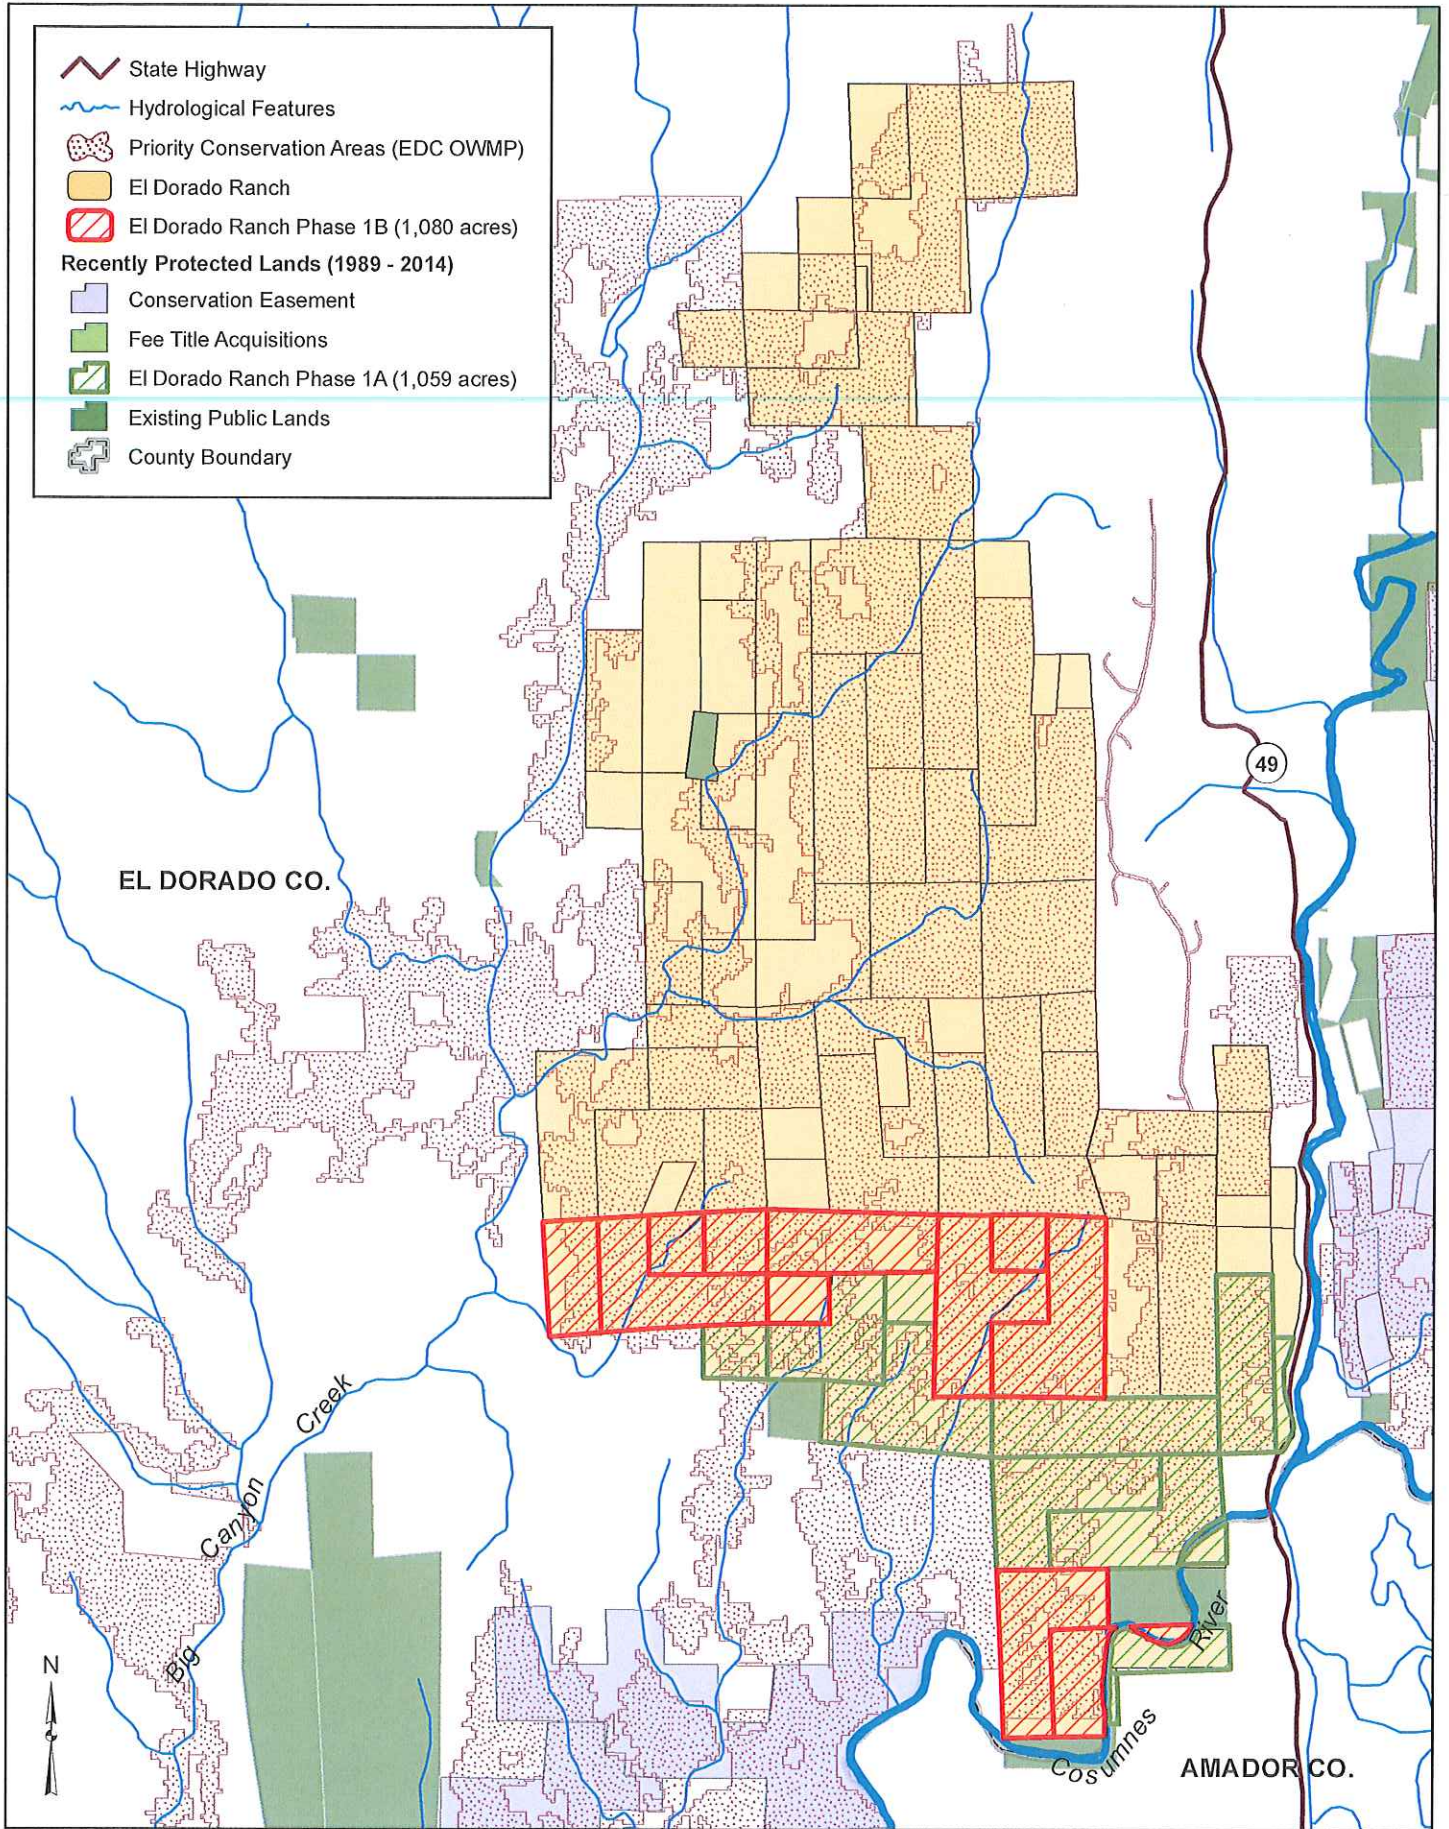 State Highway
Hydrological Features
Priority Conservation Areas (EDC OWMP)
El Dorado Ranch
El Dorado Ranch Phase 1B (1,080 acres)
Recently Protected Lands (1989 - 2014)
Conservation Easement
Fee Title Acquisitions
El Dorado Ranch Phase 1A (1,059 acres)
Existing Public Lands
County Boundary
49
EL DORADO CO.
Big Canyon Creek
N
Cosumnes River
AMADOR CO.